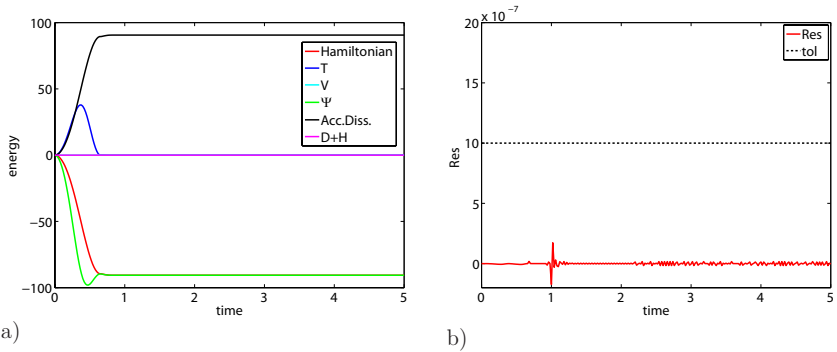 100
50
0
−50
−100
energy
0
1
2
3
4
5
time
Hamiltonian
T
V
Ψ
Acc.Diss.
D+H
a)
20 x 10 -7
15
10
5
0
Res
0
1
2
3
4
5
time
Res
tol
b)